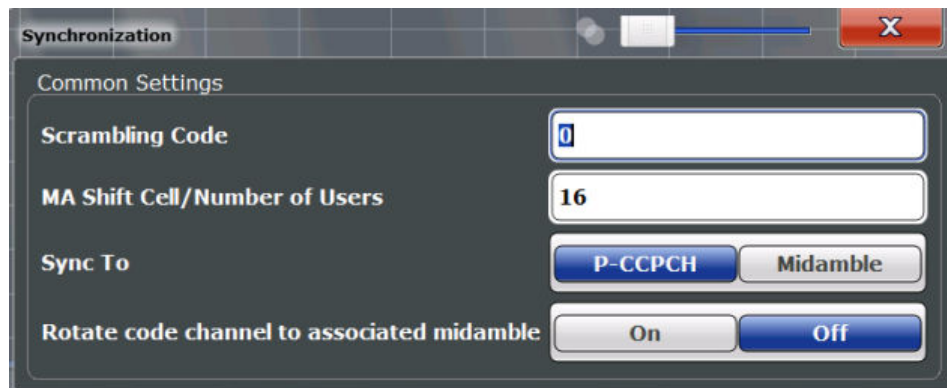 Synchronization X
Common Settings
Scrambling Code 0
MA Shift Cell/Number of Users 16
Sync To P-CCPCH Midamble
Rotate code channel to associated midamble On Off